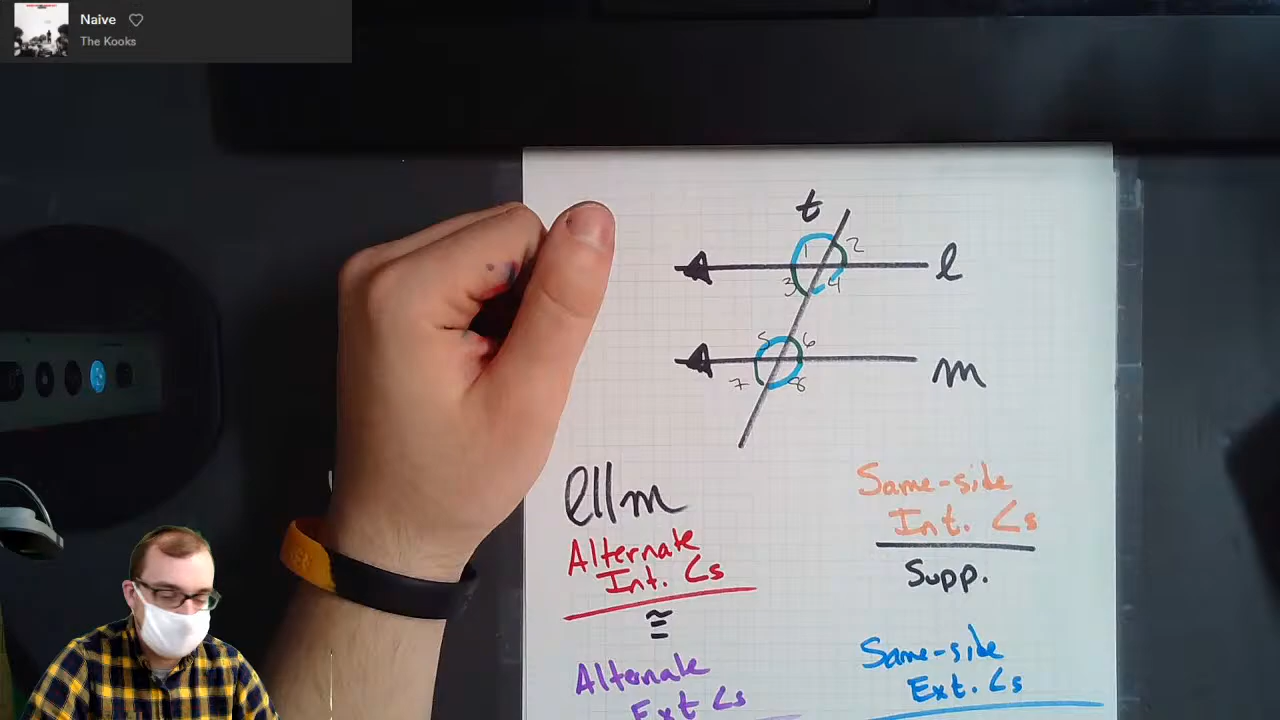 Naive
The Kooks
t
1 2
3 4
l
5 6
7 8
m
l||m
Alternate
Int. ∠s
≅
Alternate
Ext ∠s
Same-side
Int. ∠s
Supp.
Same-side
Ext. ∠s